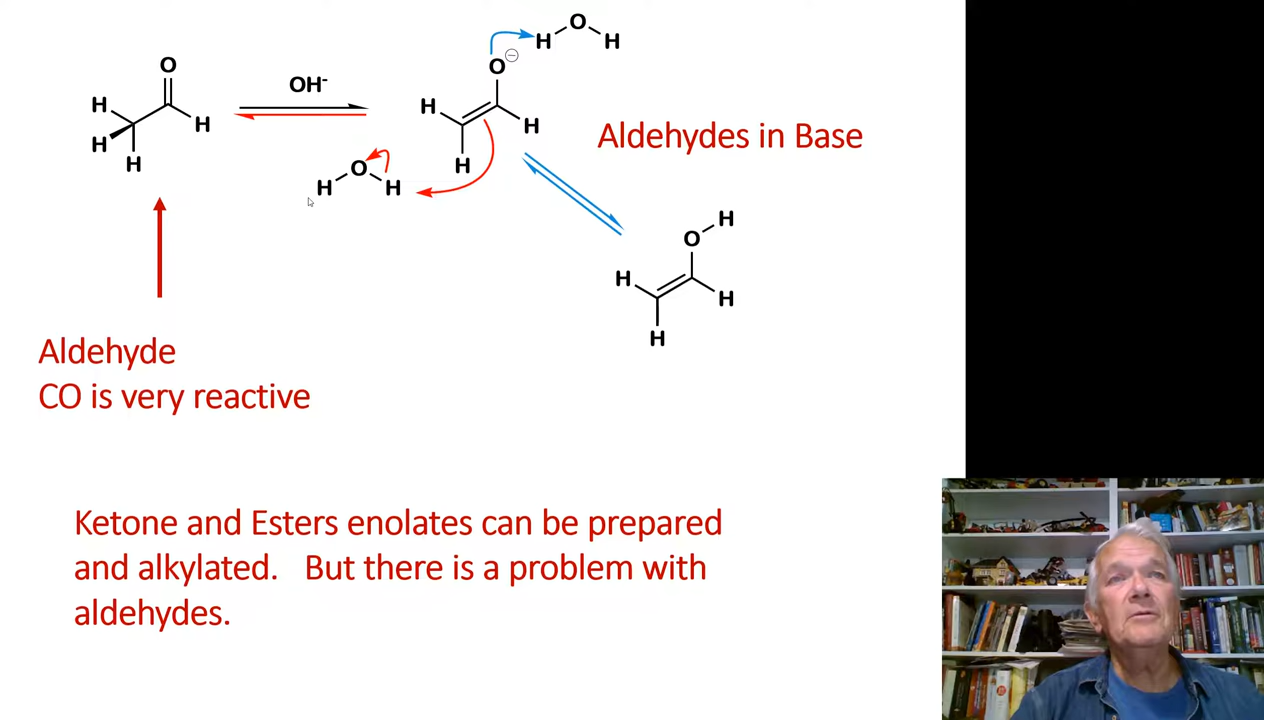 O
H
H
O
OH-
O
⊖
H
H
H
H
H
H
H
Aldehydes in Base
O
H
H
H
O
H
H
H
H
Aldehyde
CO is very reactive
Ketone and Esters enolates can be prepared
and alkylated. But there is a problem with
aldehydes.